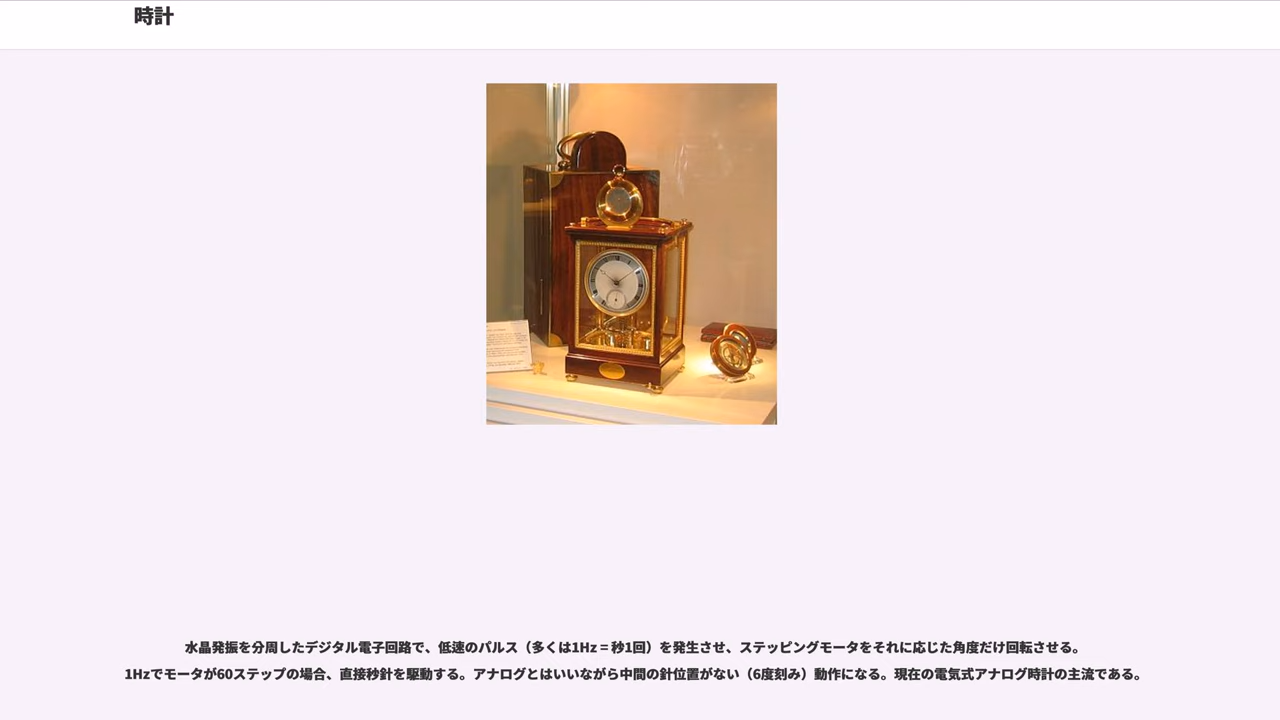 時計
水晶発振を分周したデジタル電子回路で、低速のパルス（多くは1Hz＝秒1回）を発生させ、ステッピングモータをそれに応じた角度だけ回転させる。
1Hzでモータが60ステップの場合、直接秒針を駆動する。アナログとはいいながら中間の針位置がない（6度刻み）動作になる。現在の電気式アナログ時計の主流である。